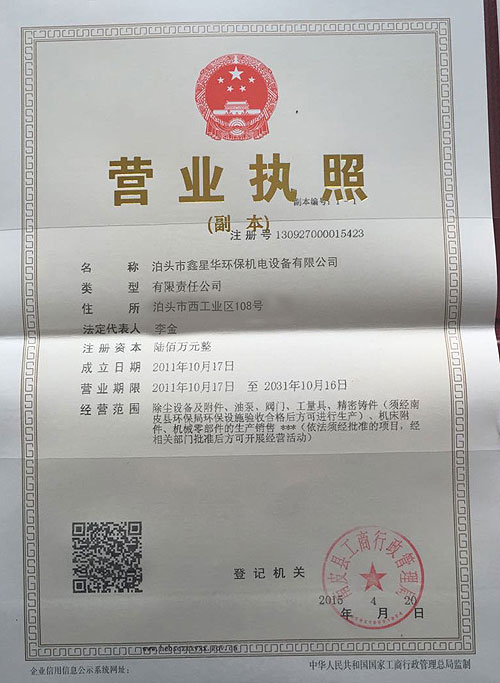 营业执照
副本编号：1－1
(副 本)
注册号 130927000015423
名称 泊头市鑫星华环保机电设备有限公司
类型 有限责任公司
住所 泊头市西工业区108号
法定代表人 李金
注册资本 陆佰万元整
成立日期 2011年10月17日
营业期限 2011年10月17日 至 2031年10月16日
经营范围 除尘设备及附件、油泵、阀门、工量具、精密铸件（须经南
皮县环保局环保设施验收合格后方可进行生产）、机床附
件、机械零部件的生产销售 ***（依法须经批准的项目，经
相关部门批准后方可开展经营活动）
南皮县工商行政管理局
登记机关
2015 4 20
年 月 日
企业信用信息公示系统网址：
中华人民共和国国家工商行政管理总局监制